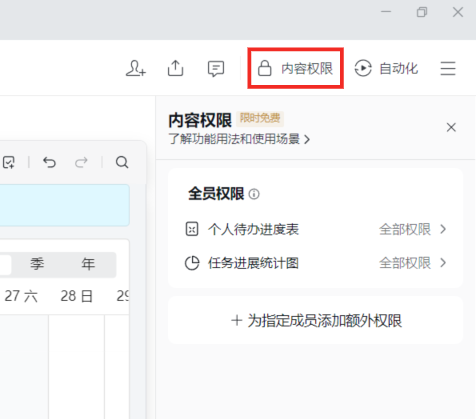 内容权限
自动化
内容权限 限时免费
了解功能用法和使用场景
全员权限
个人待办进度表 全部权限
任务进展统计图 全部权限
+ 为指定成员添加额外权限
季 年
27 六 28 日 29